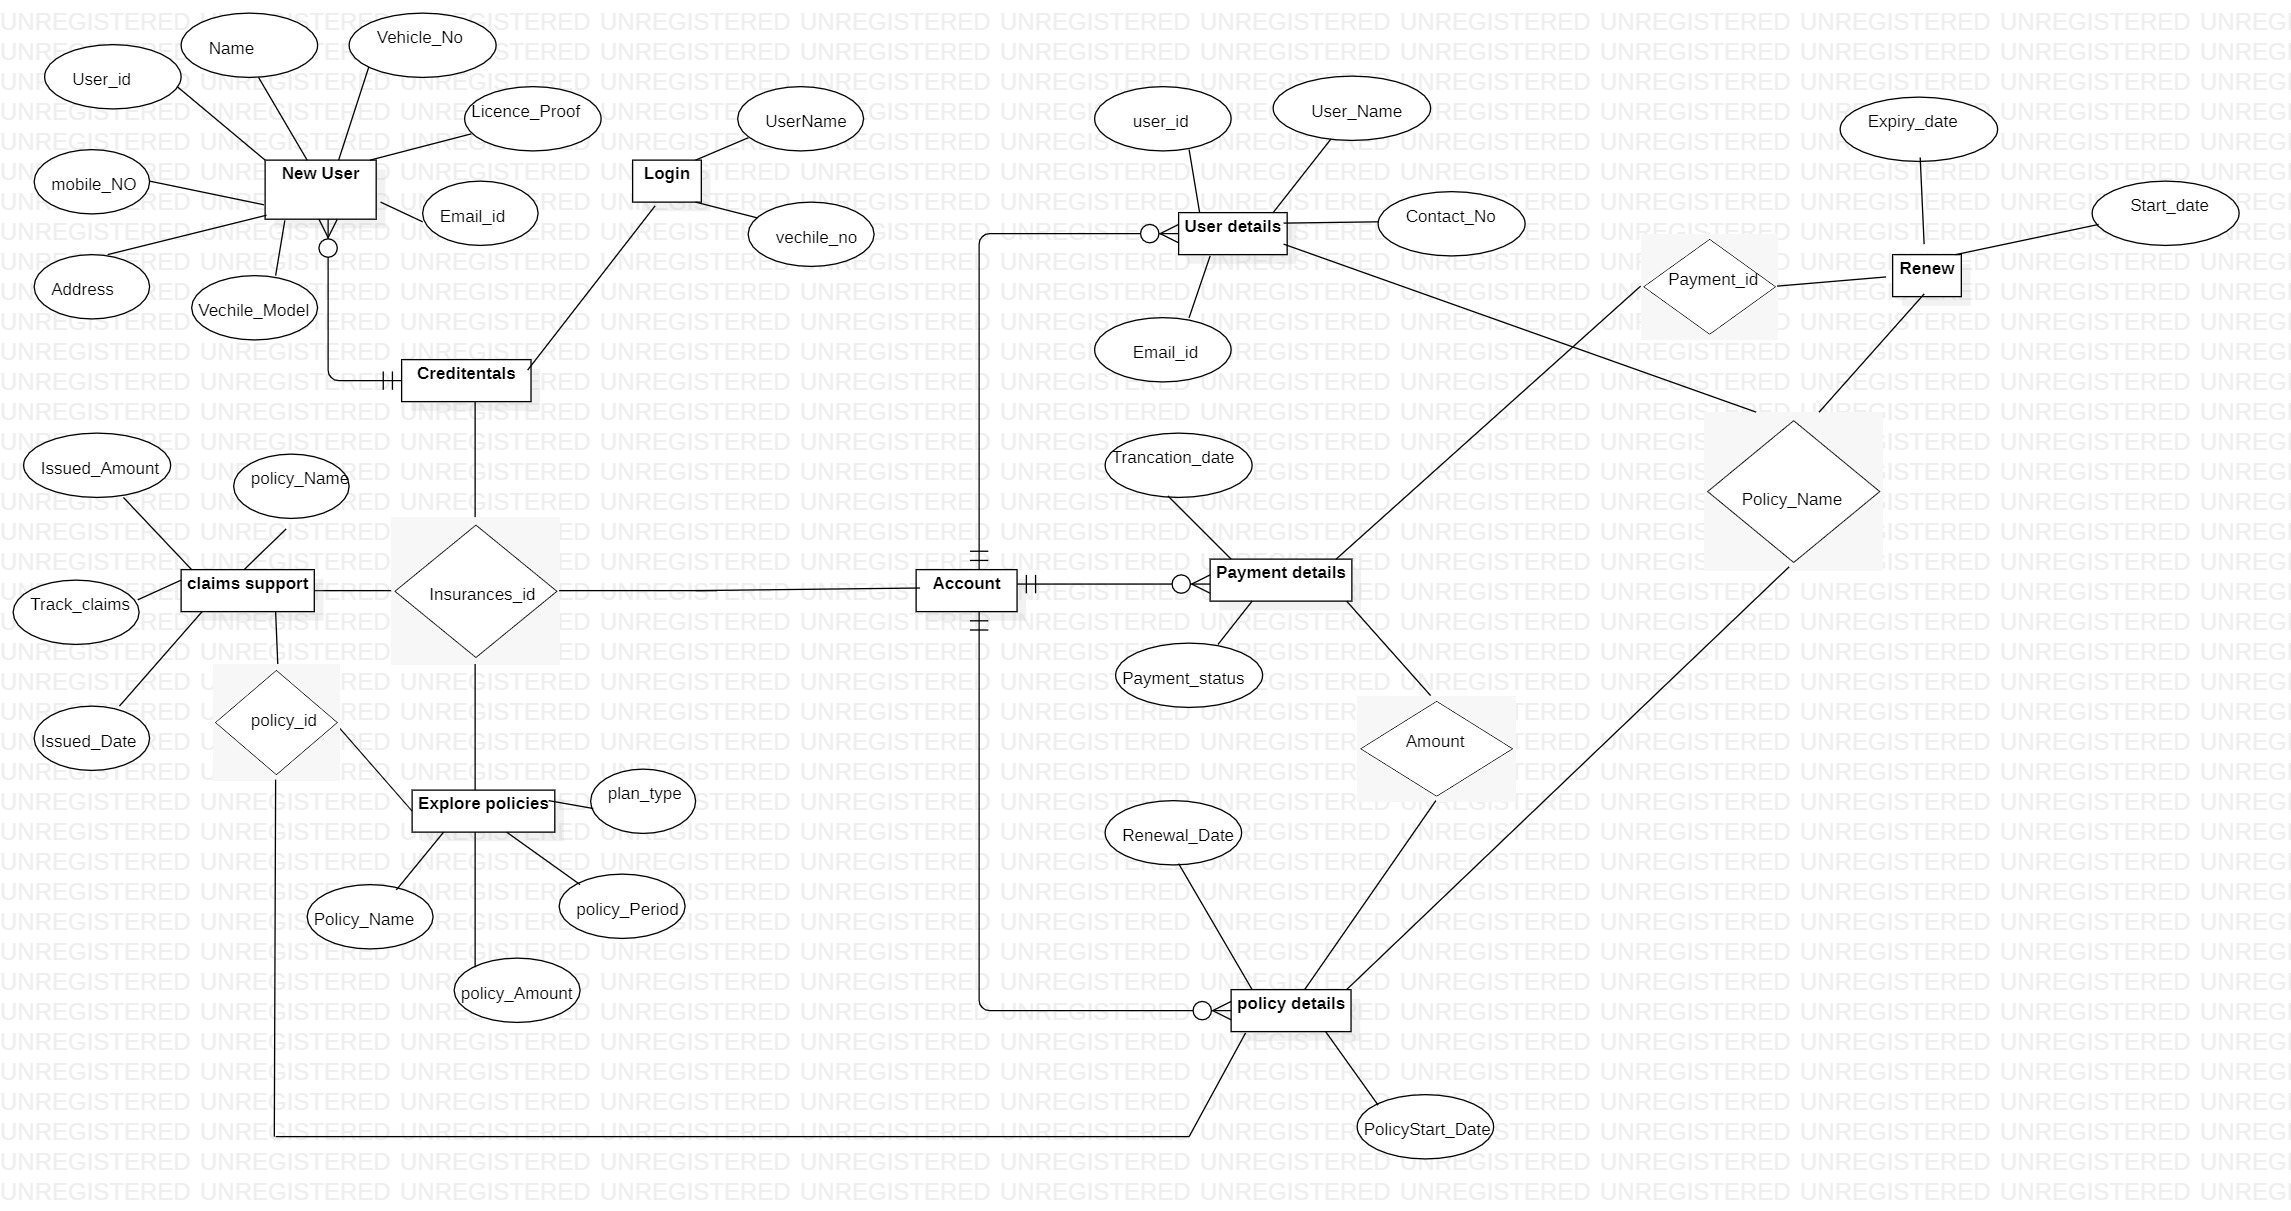 Name
Vehicle_No
User_id
Licence_Proof
New User
mobile_NO
Email_id
Address
Vechile_Model
UserName
Login
vechile_no
Creditentals
user_id
User_Name
User details
Contact_No
Email_id
Expiry_date
Start_date
Payment_id
Renew
Issued_Amount
policy_Name
claims support
Track_claims
Issued_Date
policy_id
Insurances_id
Account
Trancation_date
Payment details
Payment_status
Amount
Policy_Name
Explore policies
plan_type
Policy_Name
policy_Period
policy_Amount
Renewal_Date
policy details
PolicyStart_Date
UNREGISTERED